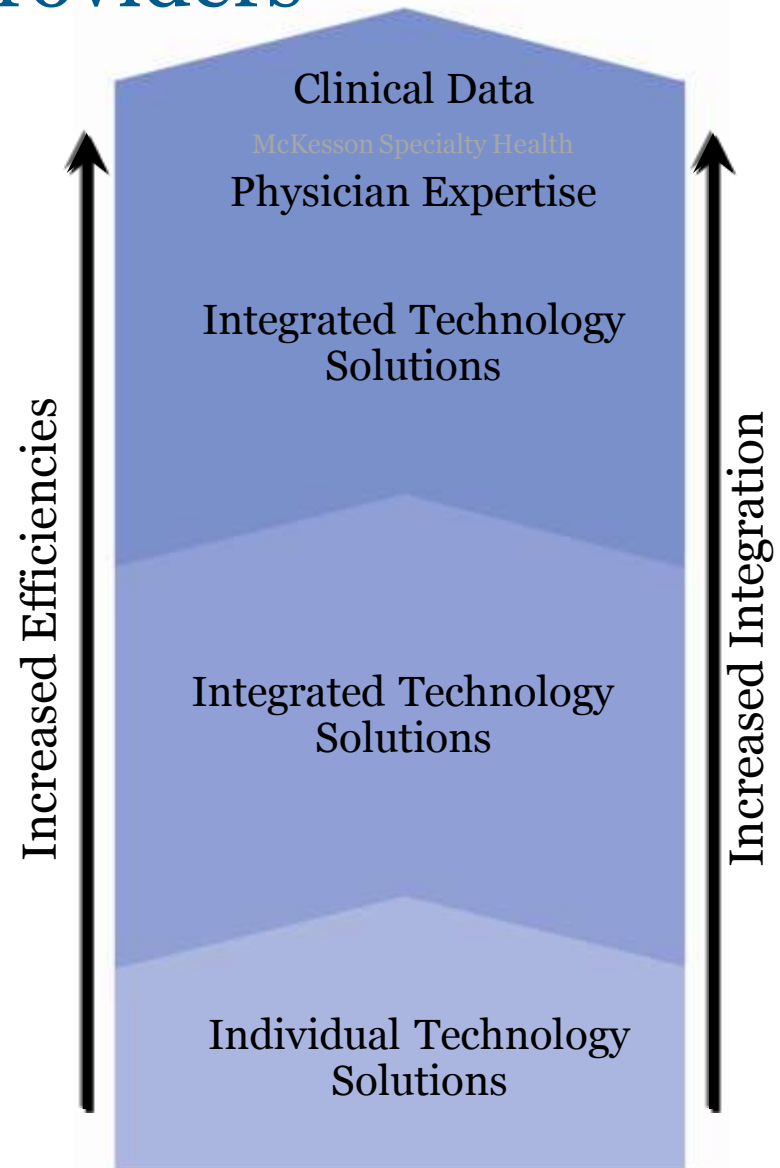 Clinical Data
McKesson Specialty Health
Physician Expertise
Integrated Technology
Solutions
Increased Efficiencies
Increased Integration
Integrated Technology
Solutions
Individual Technology
Solutions